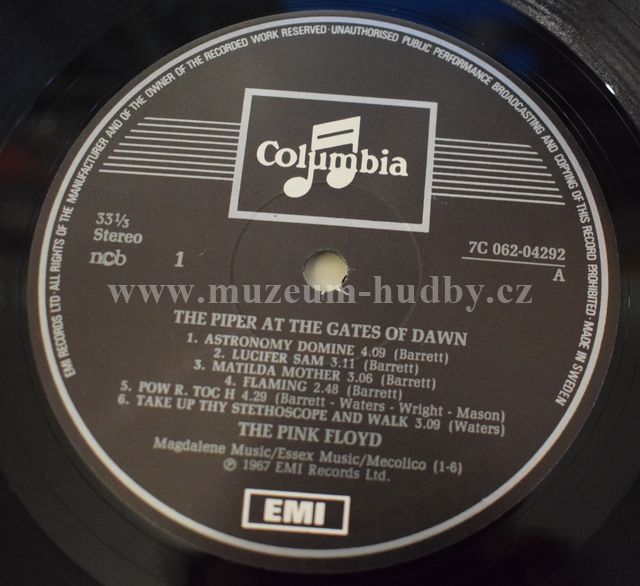 EMI RECORDS LTD · ALL RIGHTS OF THE MANUFACTURER AND OF THE OWNER OF THE RECORDED WORK RESERVED · UNAUTHORISED PUBLIC PERFORMANCE BROADCASTING AND COPYING OF THIS RECORD PROHIBITED · MADE IN SWEDEN
Columbia
33⅓
Stereo
ncb
1
7C 062-04292
A
www.muzeum-hudby.cz
THE PIPER AT THE GATES OF DAWN
1. ASTRONOMY DOMINE 4.09 (Barrett)
2. LUCIFER SAM 3.11 (Barrett)
3. MATILDA MOTHER 3.06 (Barrett)
4. FLAMING 2.48 (Barrett)
5. POW R. TOC H 4.29 (Barrett - Waters - Wright - Mason)
6. TAKE UP THY STETHOSCOPE AND WALK 3.09 (Waters)
THE PINK FLOYD
Magdalene Music/Essex Music/Mecolico (1-6)
℗ 1967 EMI Records Ltd.
EMI